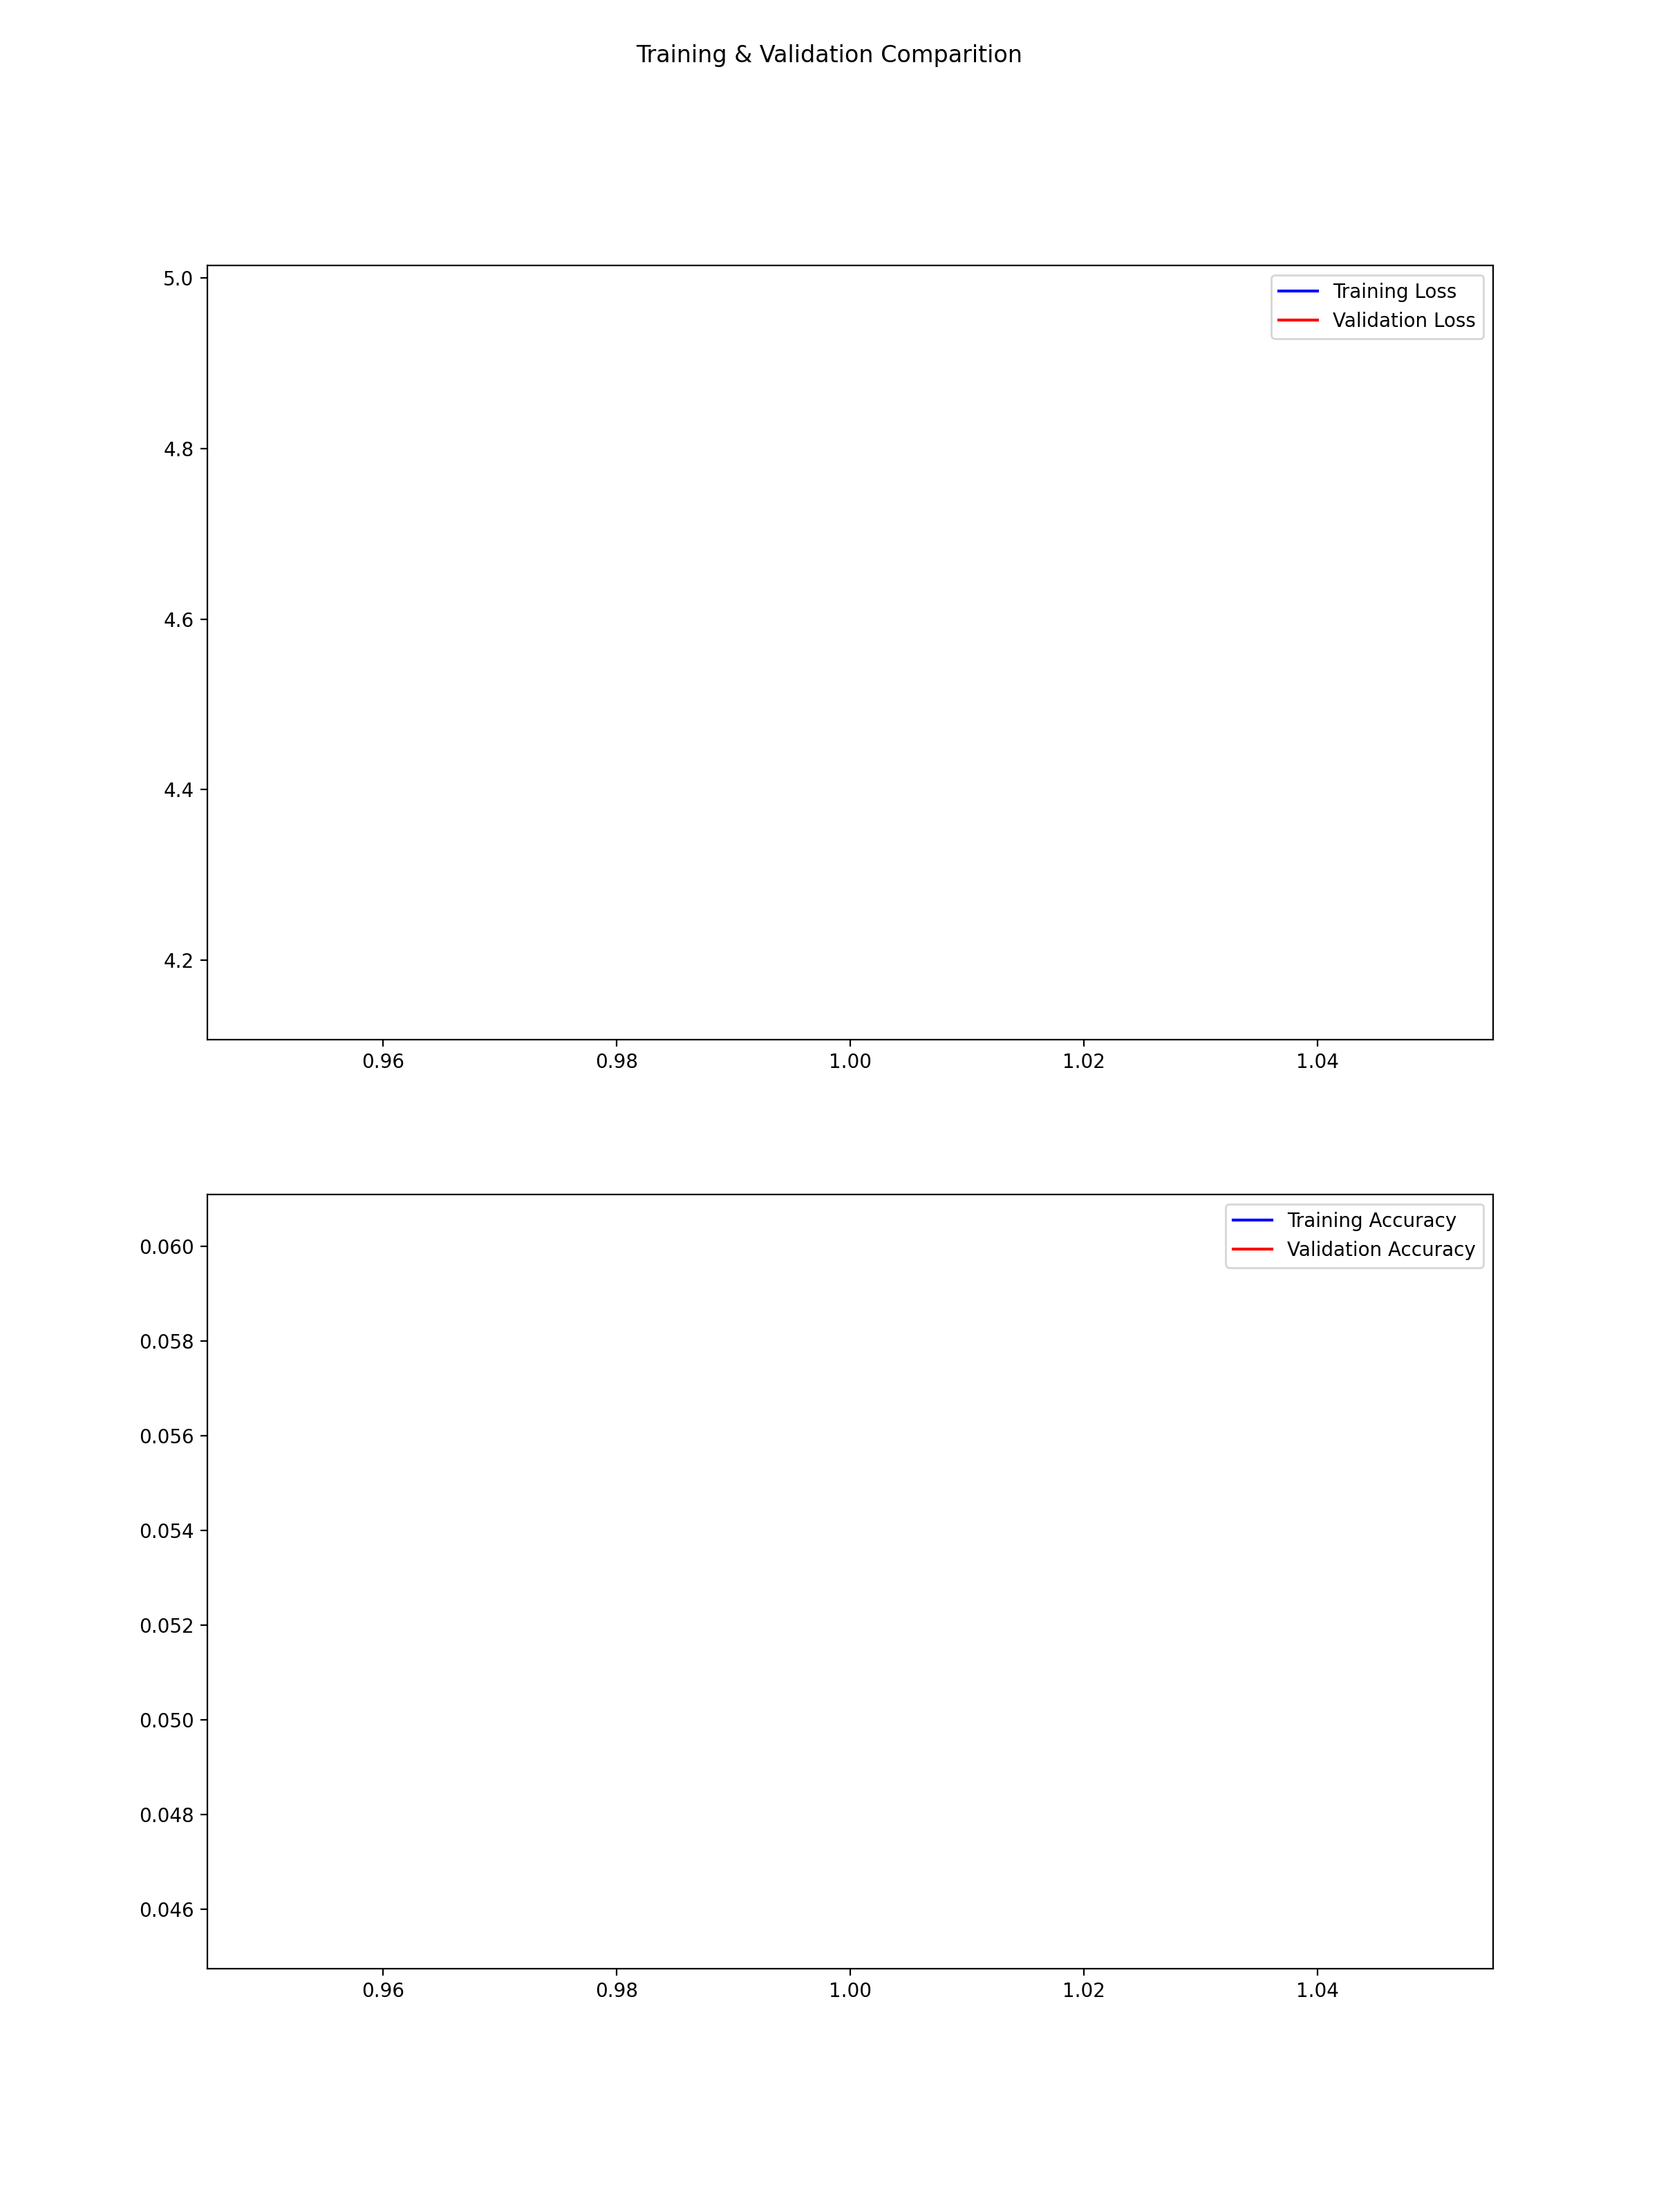 Training & Validation Comparition
5.0
Training Loss
Validation Loss
4.8
4.6
4.4
4.2
0.96 0.98 1.00 1.02 1.04
Training Accuracy
Validation Accuracy
0.060
0.058
0.056
0.054
0.052
0.050
0.048
0.046
0.96 0.98 1.00 1.02 1.04